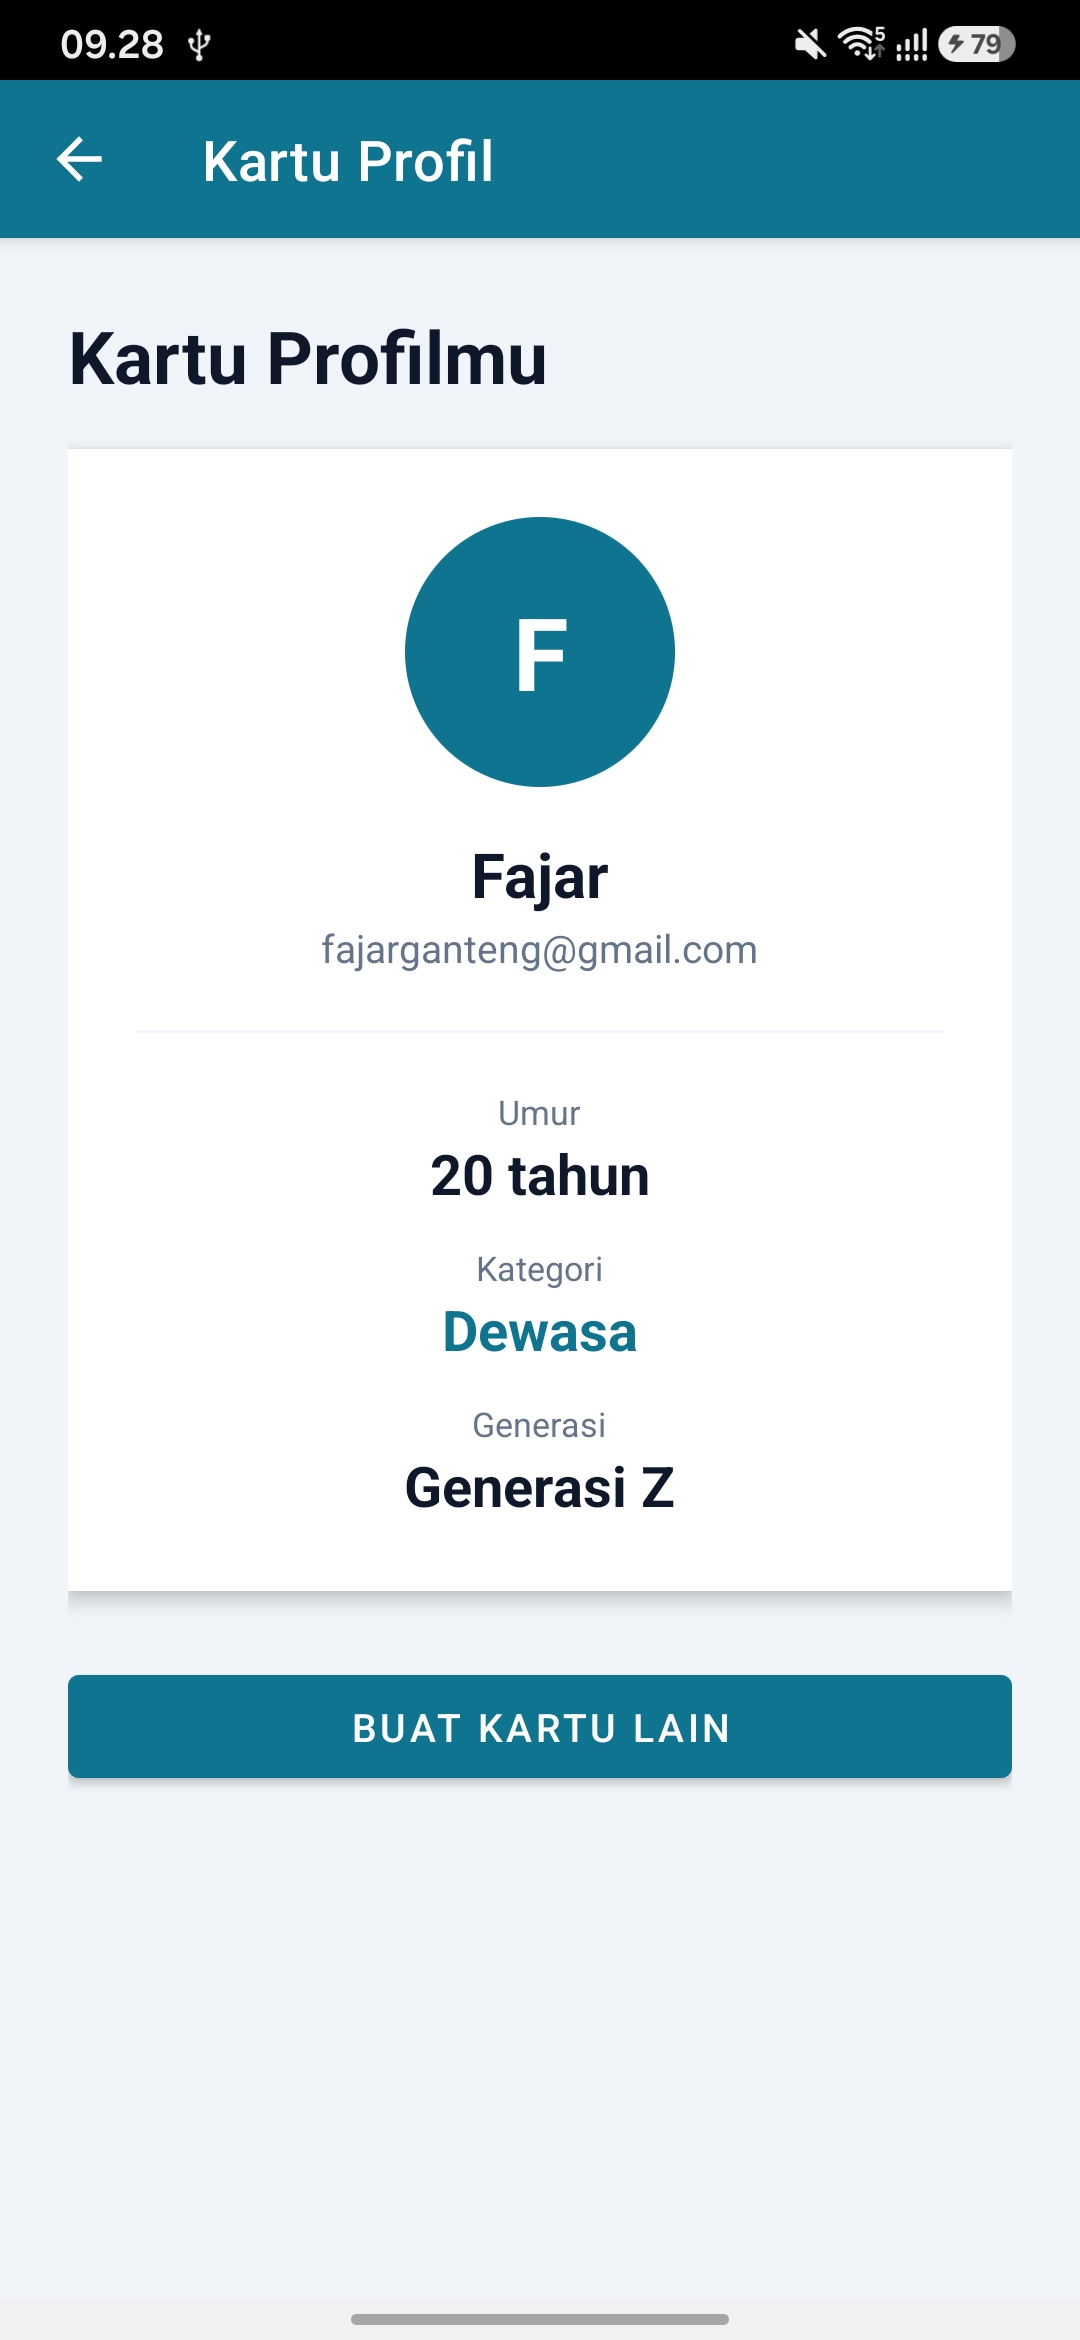 09.28
5
79
Kartu Profil
Kartu Profilmu
F
Fajar
fajarganteng@gmail.com
Umur
20 tahun
Kategori
Dewasa
Generasi
Generasi Z
BUAT KARTU LAIN